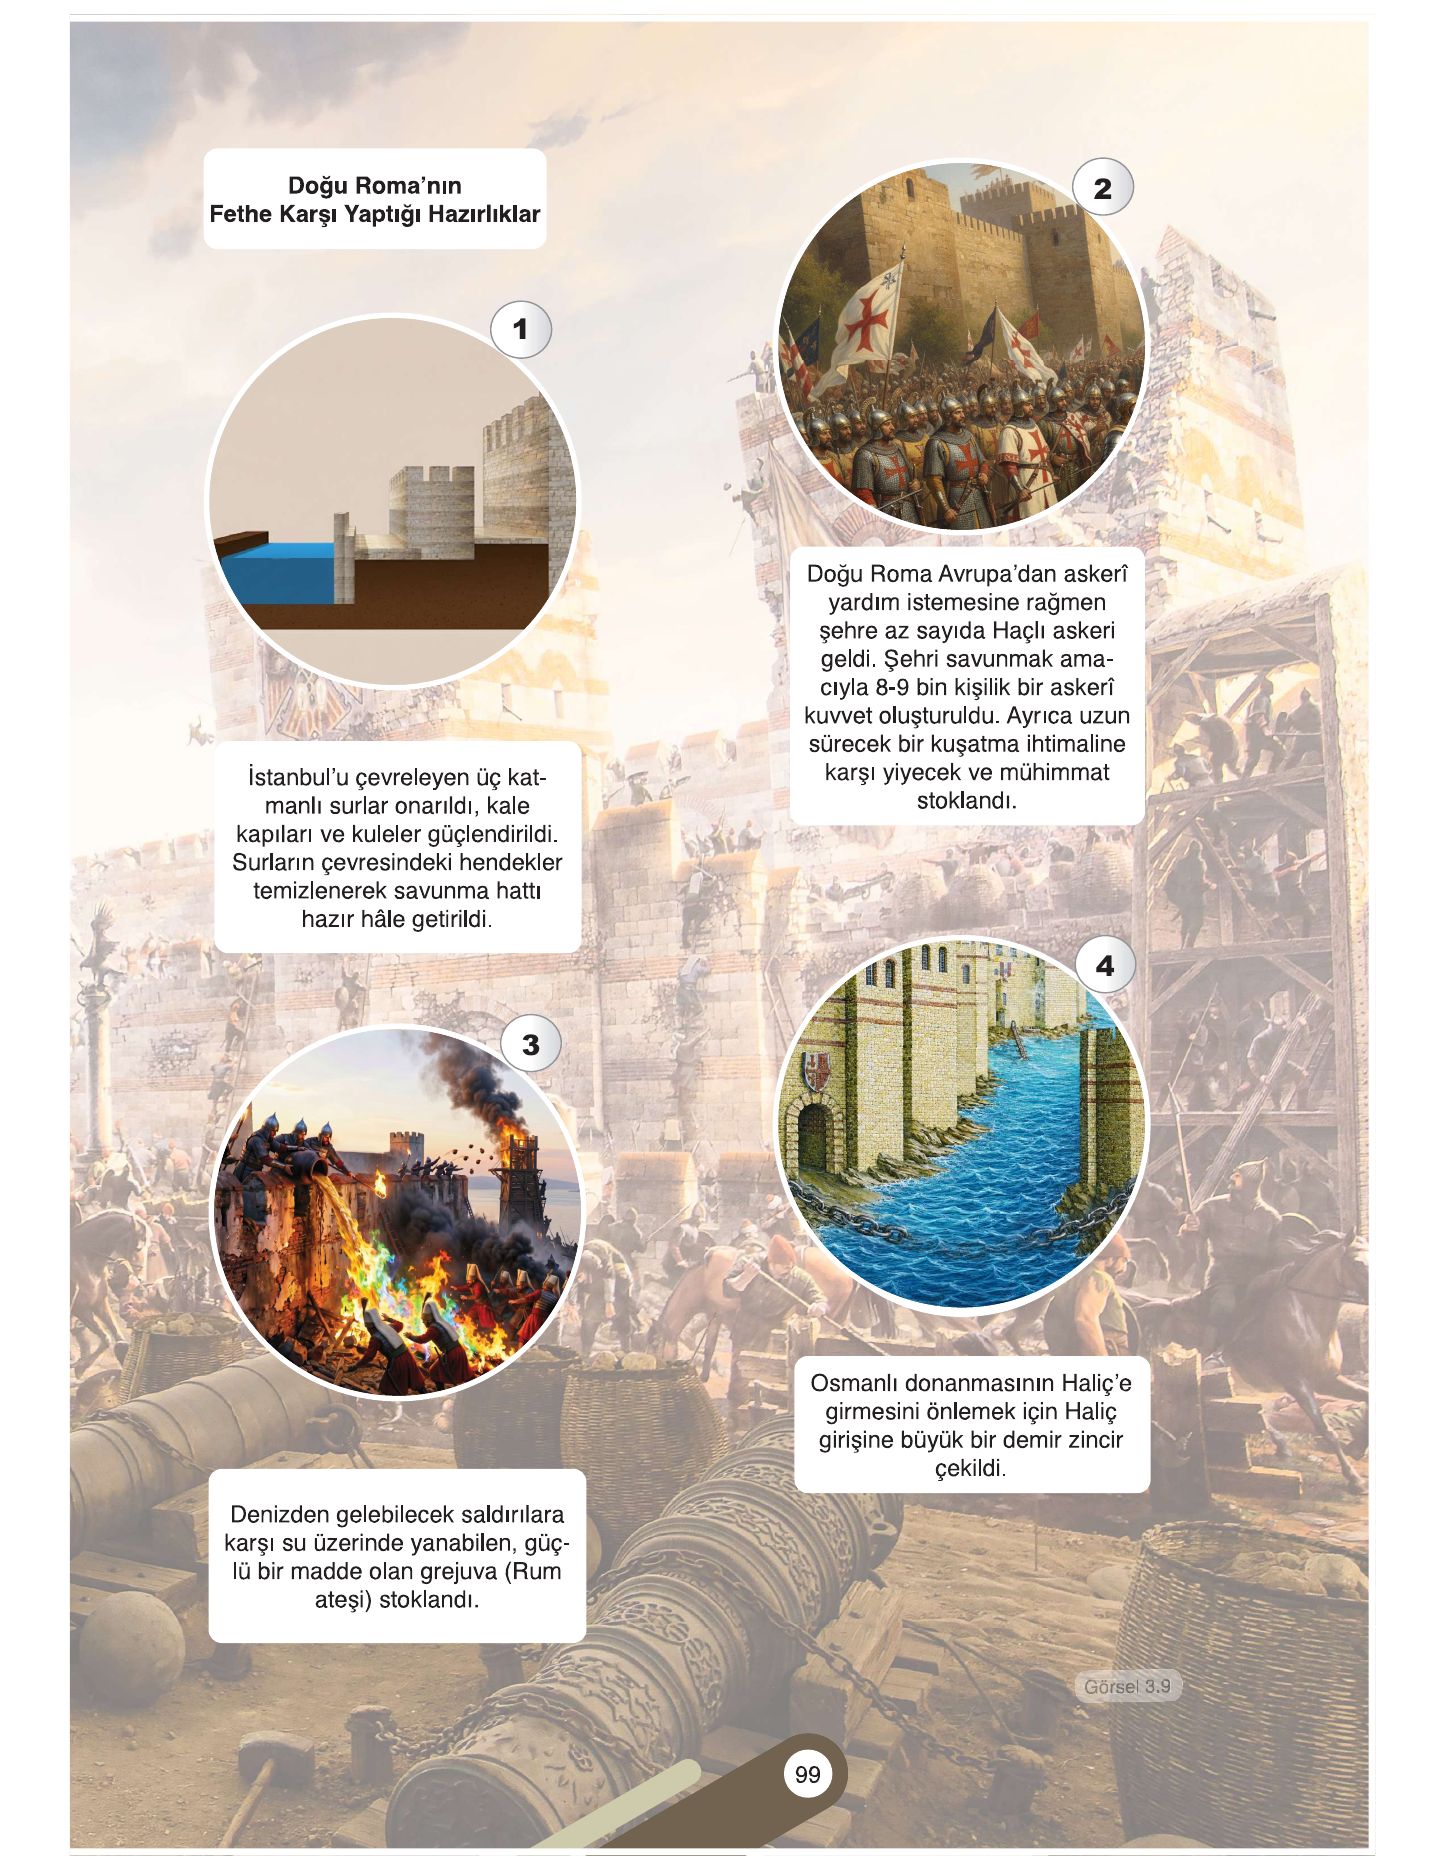 Doğu Roma’nın
Fethe Karşı Yaptığı Hazırlıklar
1
İstanbul’u çevreleyen üç kat-
manlı surlar onarıldı, kale
kapıları ve kuleler güçlendirildi.
Surların çevresindeki hendekler
temizlenerek savunma hattı
hazır hâle getirildi.
2
Doğu Roma Avrupa’dan askerî
yardım istemesine rağmen
şehre az sayıda Haçlı askeri
geldi. Şehri savunmak ama-
cıyla 8-9 bin kişilik bir askerî
kuvvet oluşturuldu. Ayrıca uzun
sürecek bir kuşatma ihtimaline
karşı yiyecek ve mühimmat
stoklandı.
3
Denizden gelebilecek saldırılara
karşı su üzerinde yanabilen, güç-
lü bir madde olan grejuva (Rum
ateşi) stoklandı.
4
Osmanlı donanmasının Haliç’e
girmesini önlemek için Haliç
girişine büyük bir demir zincir
çekildi.
Görsel 3.9
99